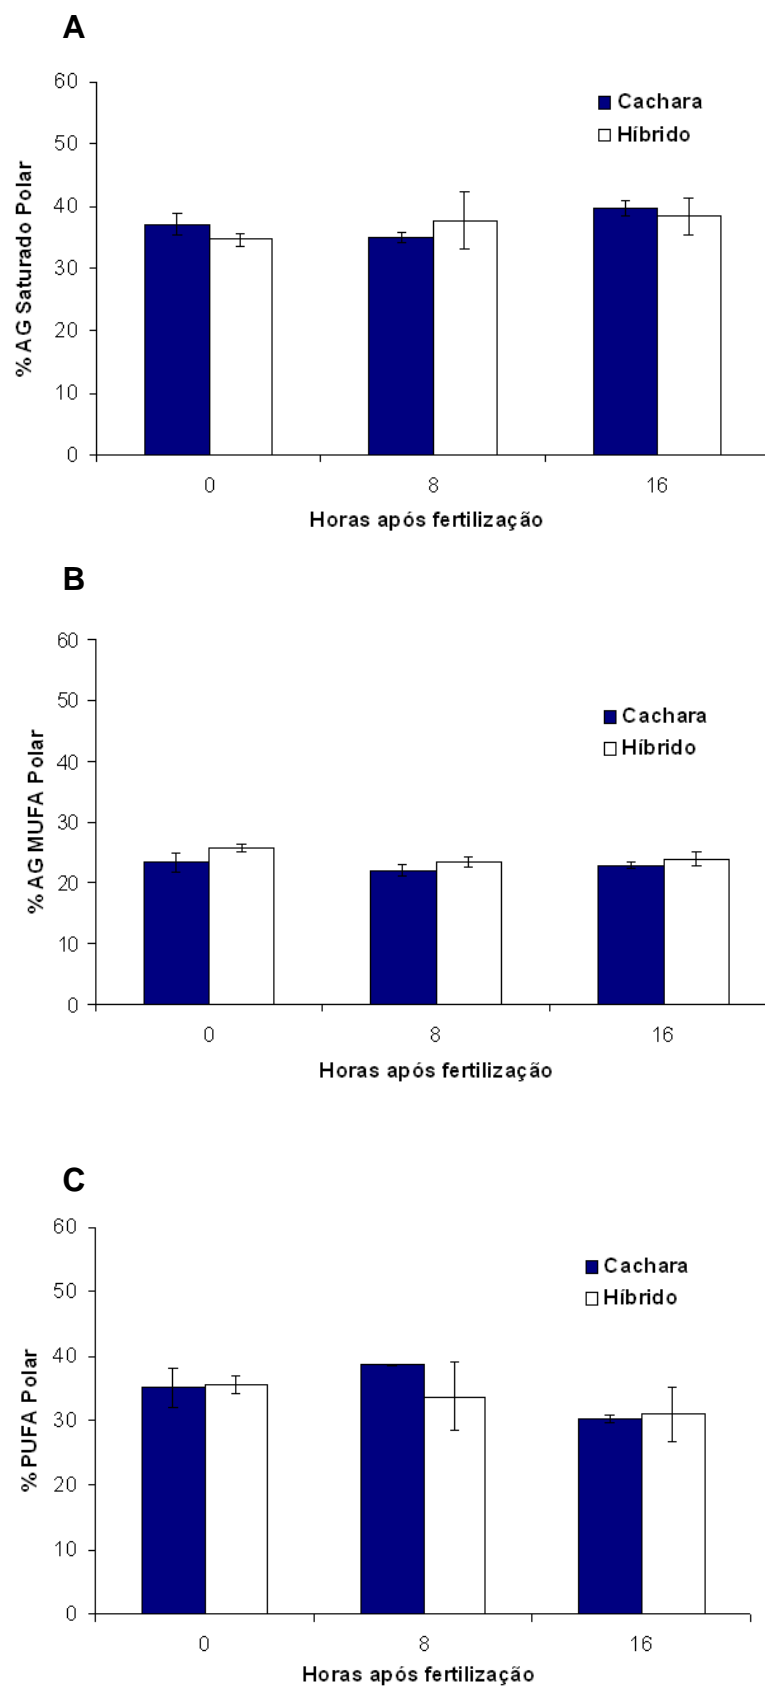 A
60
50
40
30
20
10
0
% AG Saturado Polar
Cachara
Híbrido
0 8 16
Horas após fertilização
B
60
50
40
30
20
10
0
% AG MUFA Polar
Cachara
Híbrido
0 8 16
Horas após fertilização
C
60
50
40
30
20
10
0
% PUFA Polar
Cachara
Híbrido
0 8 16
Horas após fertilização